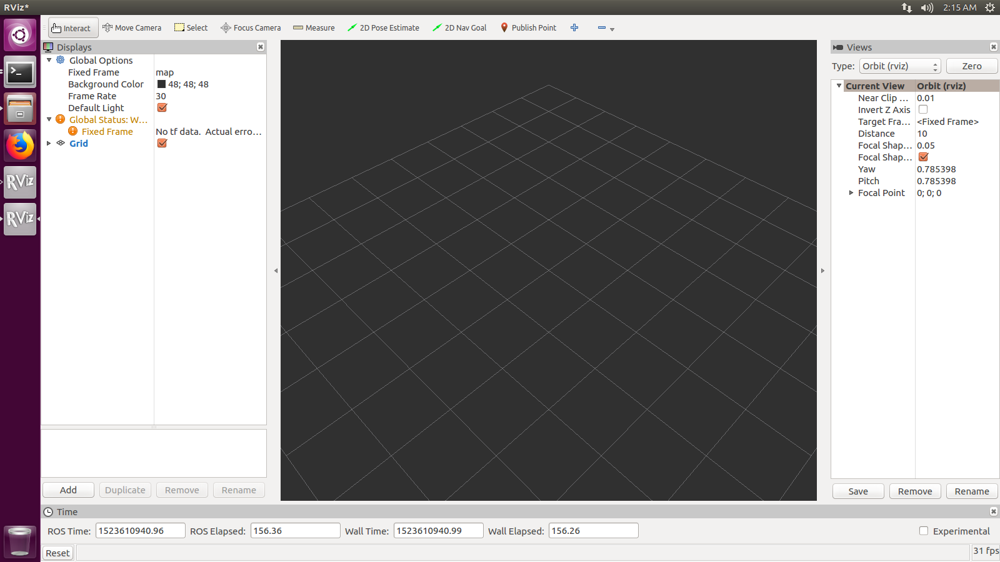 RViz*
2:15 AM
Interact
Move Camera
Select
Focus Camera
Measure
2D Pose Estimate
2D Nav Goal
Publish Point
Displays
Global Options
Fixed Frame map
Background Color 48; 48; 48
Frame Rate 30
Default Light
Global Status: W...
Fixed Frame No tf data. Actual erro...
Grid
Add
Duplicate
Remove
Rename
Views
Type: Orbit (rviz) Zero
Current View Orbit (rviz)
Near Clip ... 0.01
Invert Z Axis
Target Fra... <Fixed Frame>
Distance 10
Focal Shap... 0.05
Focal Shap...
Yaw 0.785398
Pitch 0.785398
Focal Point 0; 0; 0
Save
Remove
Rename
RViz
RViz
Time
ROS Time: 1523610940.96 ROS Elapsed: 156.36 Wall Time: 1523610940.99 Wall Elapsed: 156.26 Experimental
Reset
31 fps